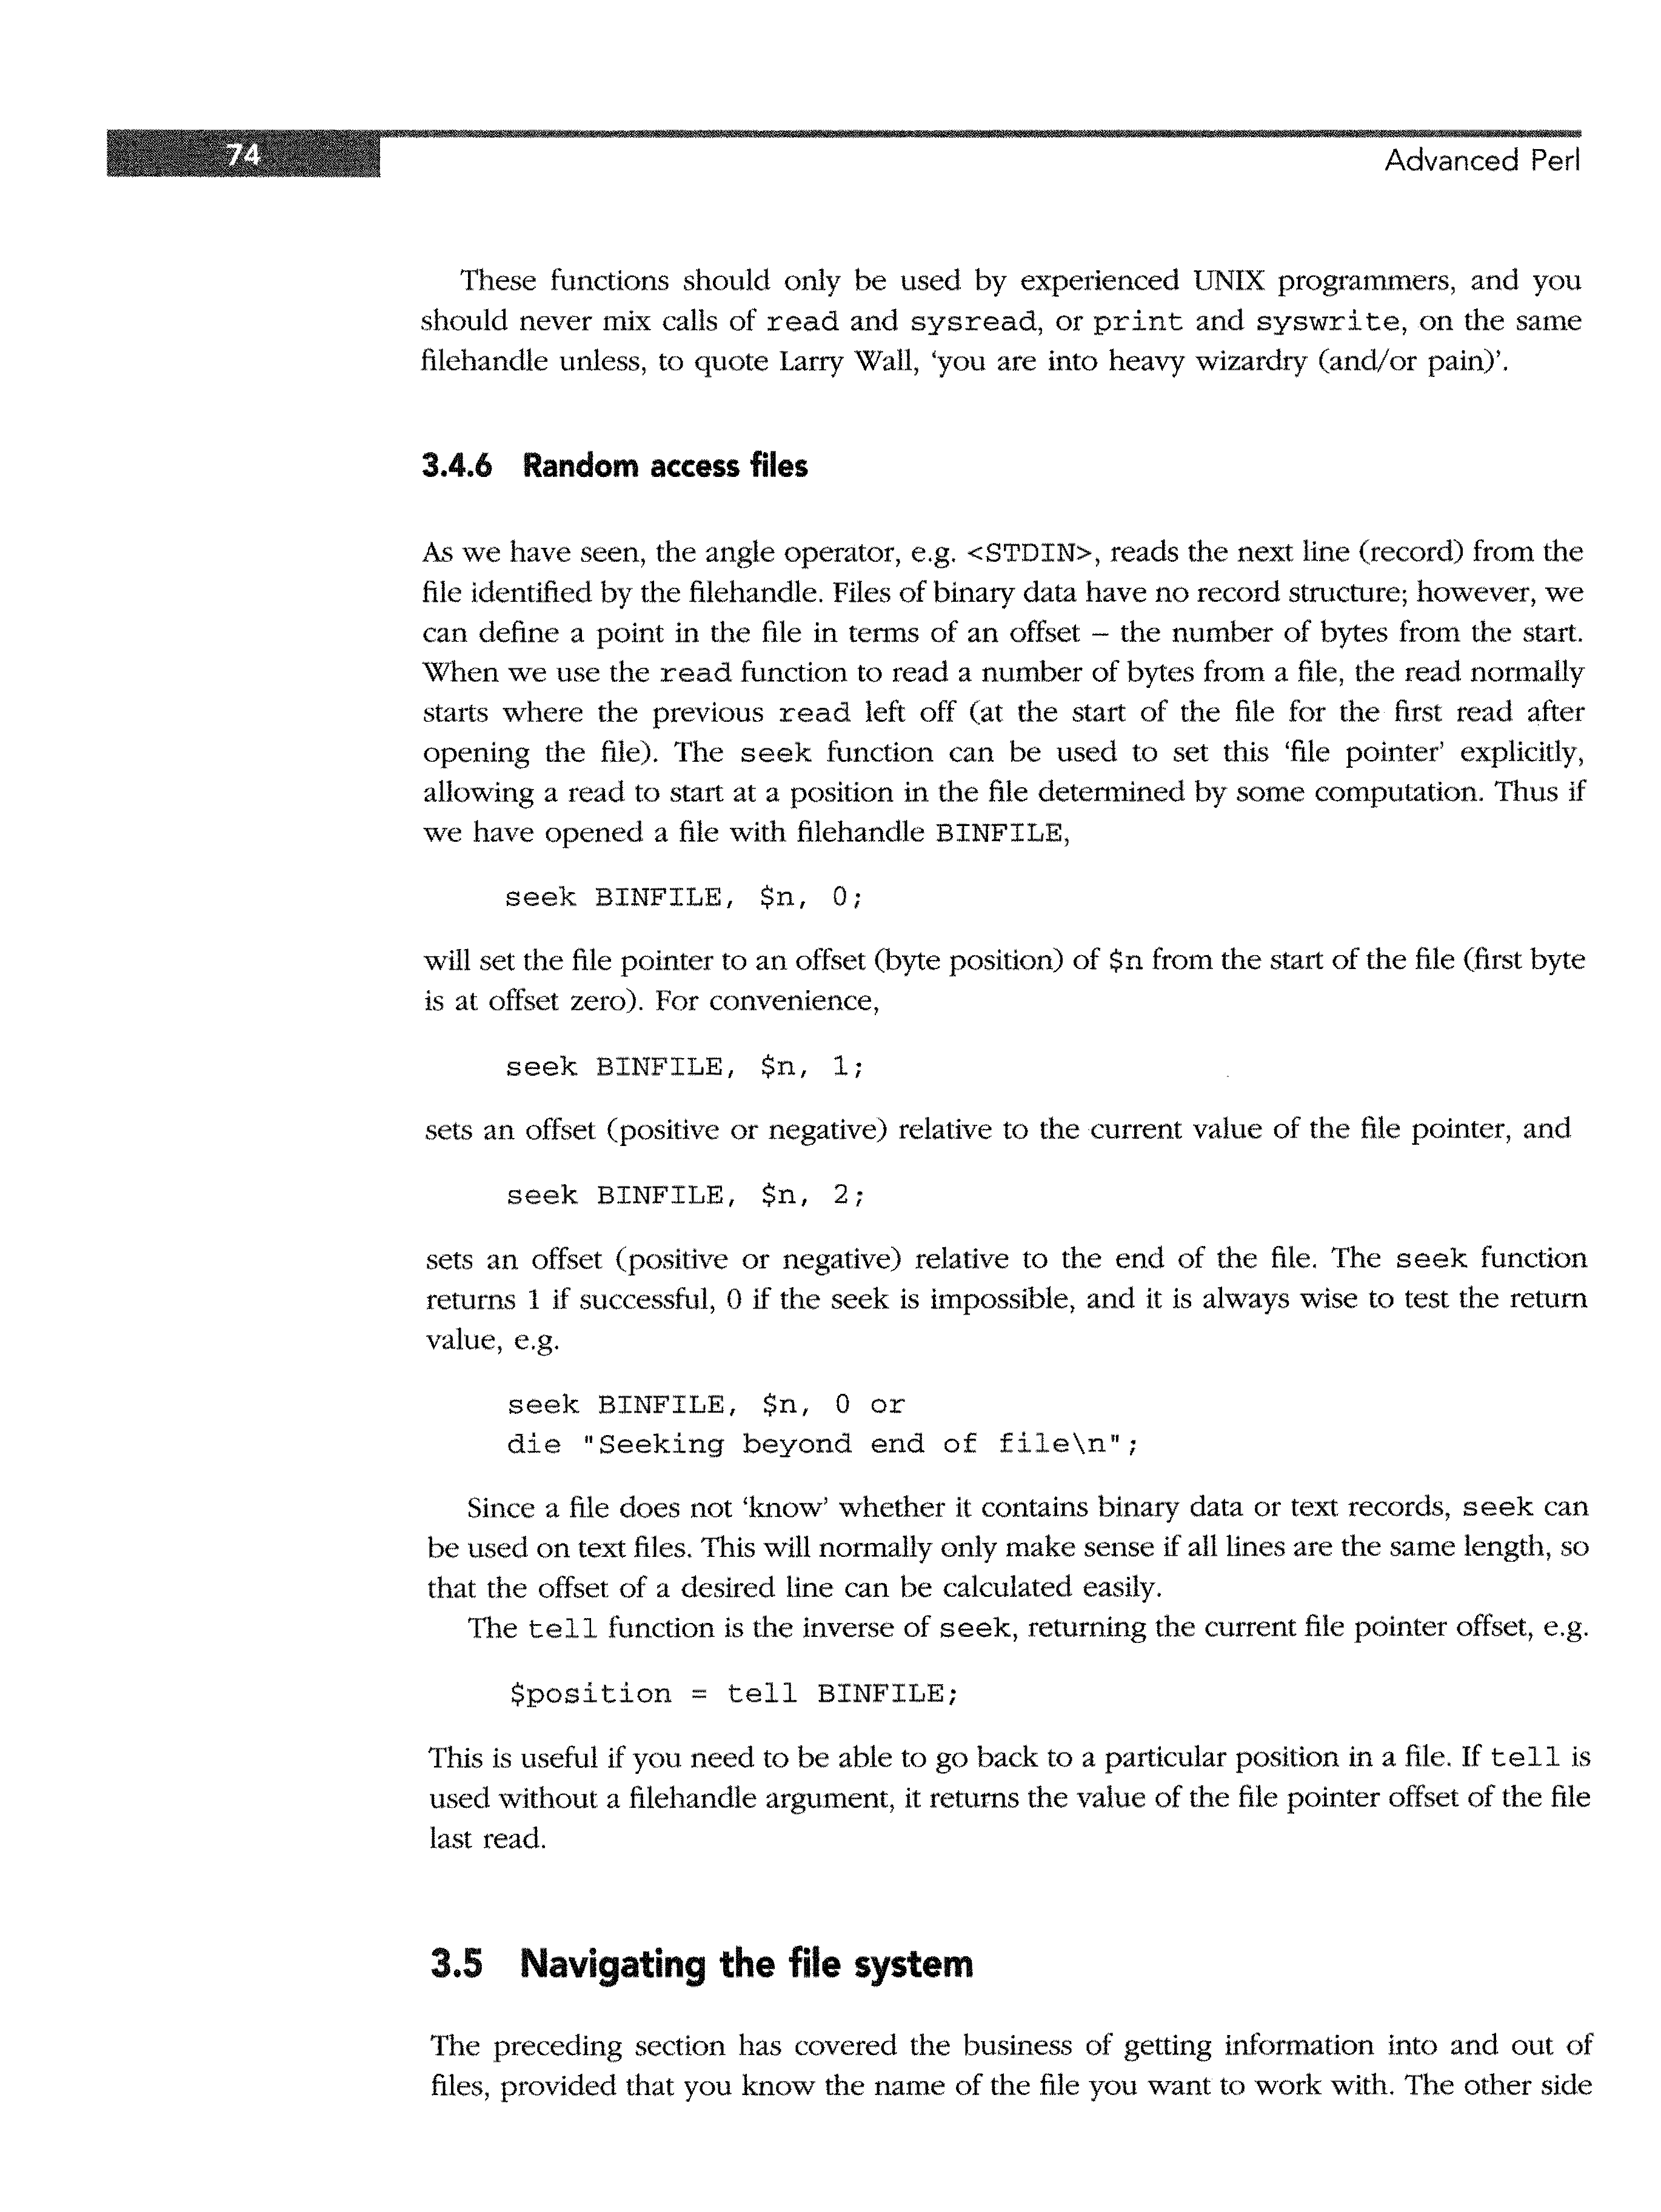 74
Advanced Perl
These functions should only be used by experienced UNIX programmers, and you
should never mix calls of read and sysread, or print and syswrite, on the same
filehandle unless, to quote Larry Wall, ‘you are into heavy wizardry (and/or pain)’.
3.4.6 Random access files
As we have seen, the angle operator, e.g. <STDIN>, reads the next line (record) from the
file identified by the filehandle. Files of binary data have no record structure; however, we
can define a point in the file in terms of an offset – the number of bytes from the start.
When we use the read function to read a number of bytes from a file, the read normally
starts where the previous read left off (at the start of the file for the first read after
opening the file). The seek function can be used to set this ‘file pointer’ explicitly,
allowing a read to start at a position in the file determined by some computation. Thus if
we have opened a file with filehandle BINFILE,
seek BINFILE, $n, 0;
will set the file pointer to an offset (byte position) of $n from the start of the file (first byte
is at offset zero). For convenience,
seek BINFILE, $n, 1;
sets an offset (positive or negative) relative to the current value of the file pointer, and
seek BINFILE, $n, 2;
sets an offset (positive or negative) relative to the end of the file. The seek function
returns 1 if successful, 0 if the seek is impossible, and it is always wise to test the return
value, e.g.
seek BINFILE, $n, 0 or
die "Seeking beyond end of file\n";
Since a file does not ‘know’ whether it contains binary data or text records, seek can
be used on text files. This will normally only make sense if all lines are the same length, so
that the offset of a desired line can be calculated easily.
The tell function is the inverse of seek, returning the current file pointer offset, e.g.
$position = tell BINFILE;
This is useful if you need to be able to go back to a particular position in a file. If tell is
used without a filehandle argument, it returns the value of the file pointer offset of the file
last read.
3.5 Navigating the file system
The preceding section has covered the business of getting information into and out of
files, provided that you know the name of the file you want to work with. The other side